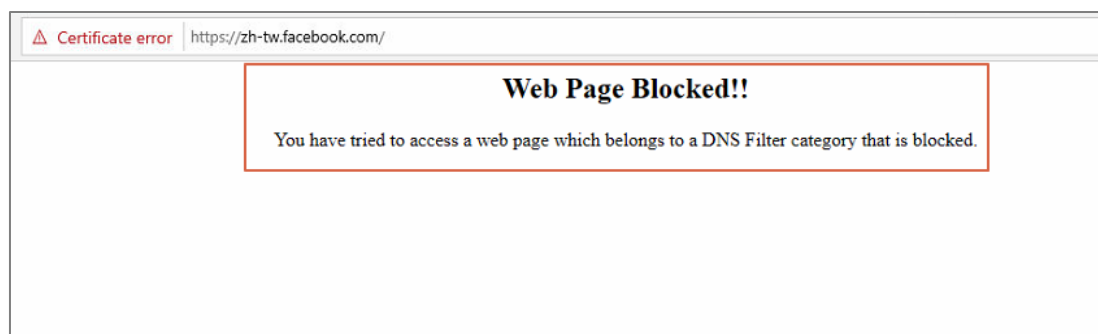 Certificate error https://zh-tw.facebook.com/
Web Page Blocked!!
You have tried to access a web page which belongs to a DNS Filter category that is blocked.